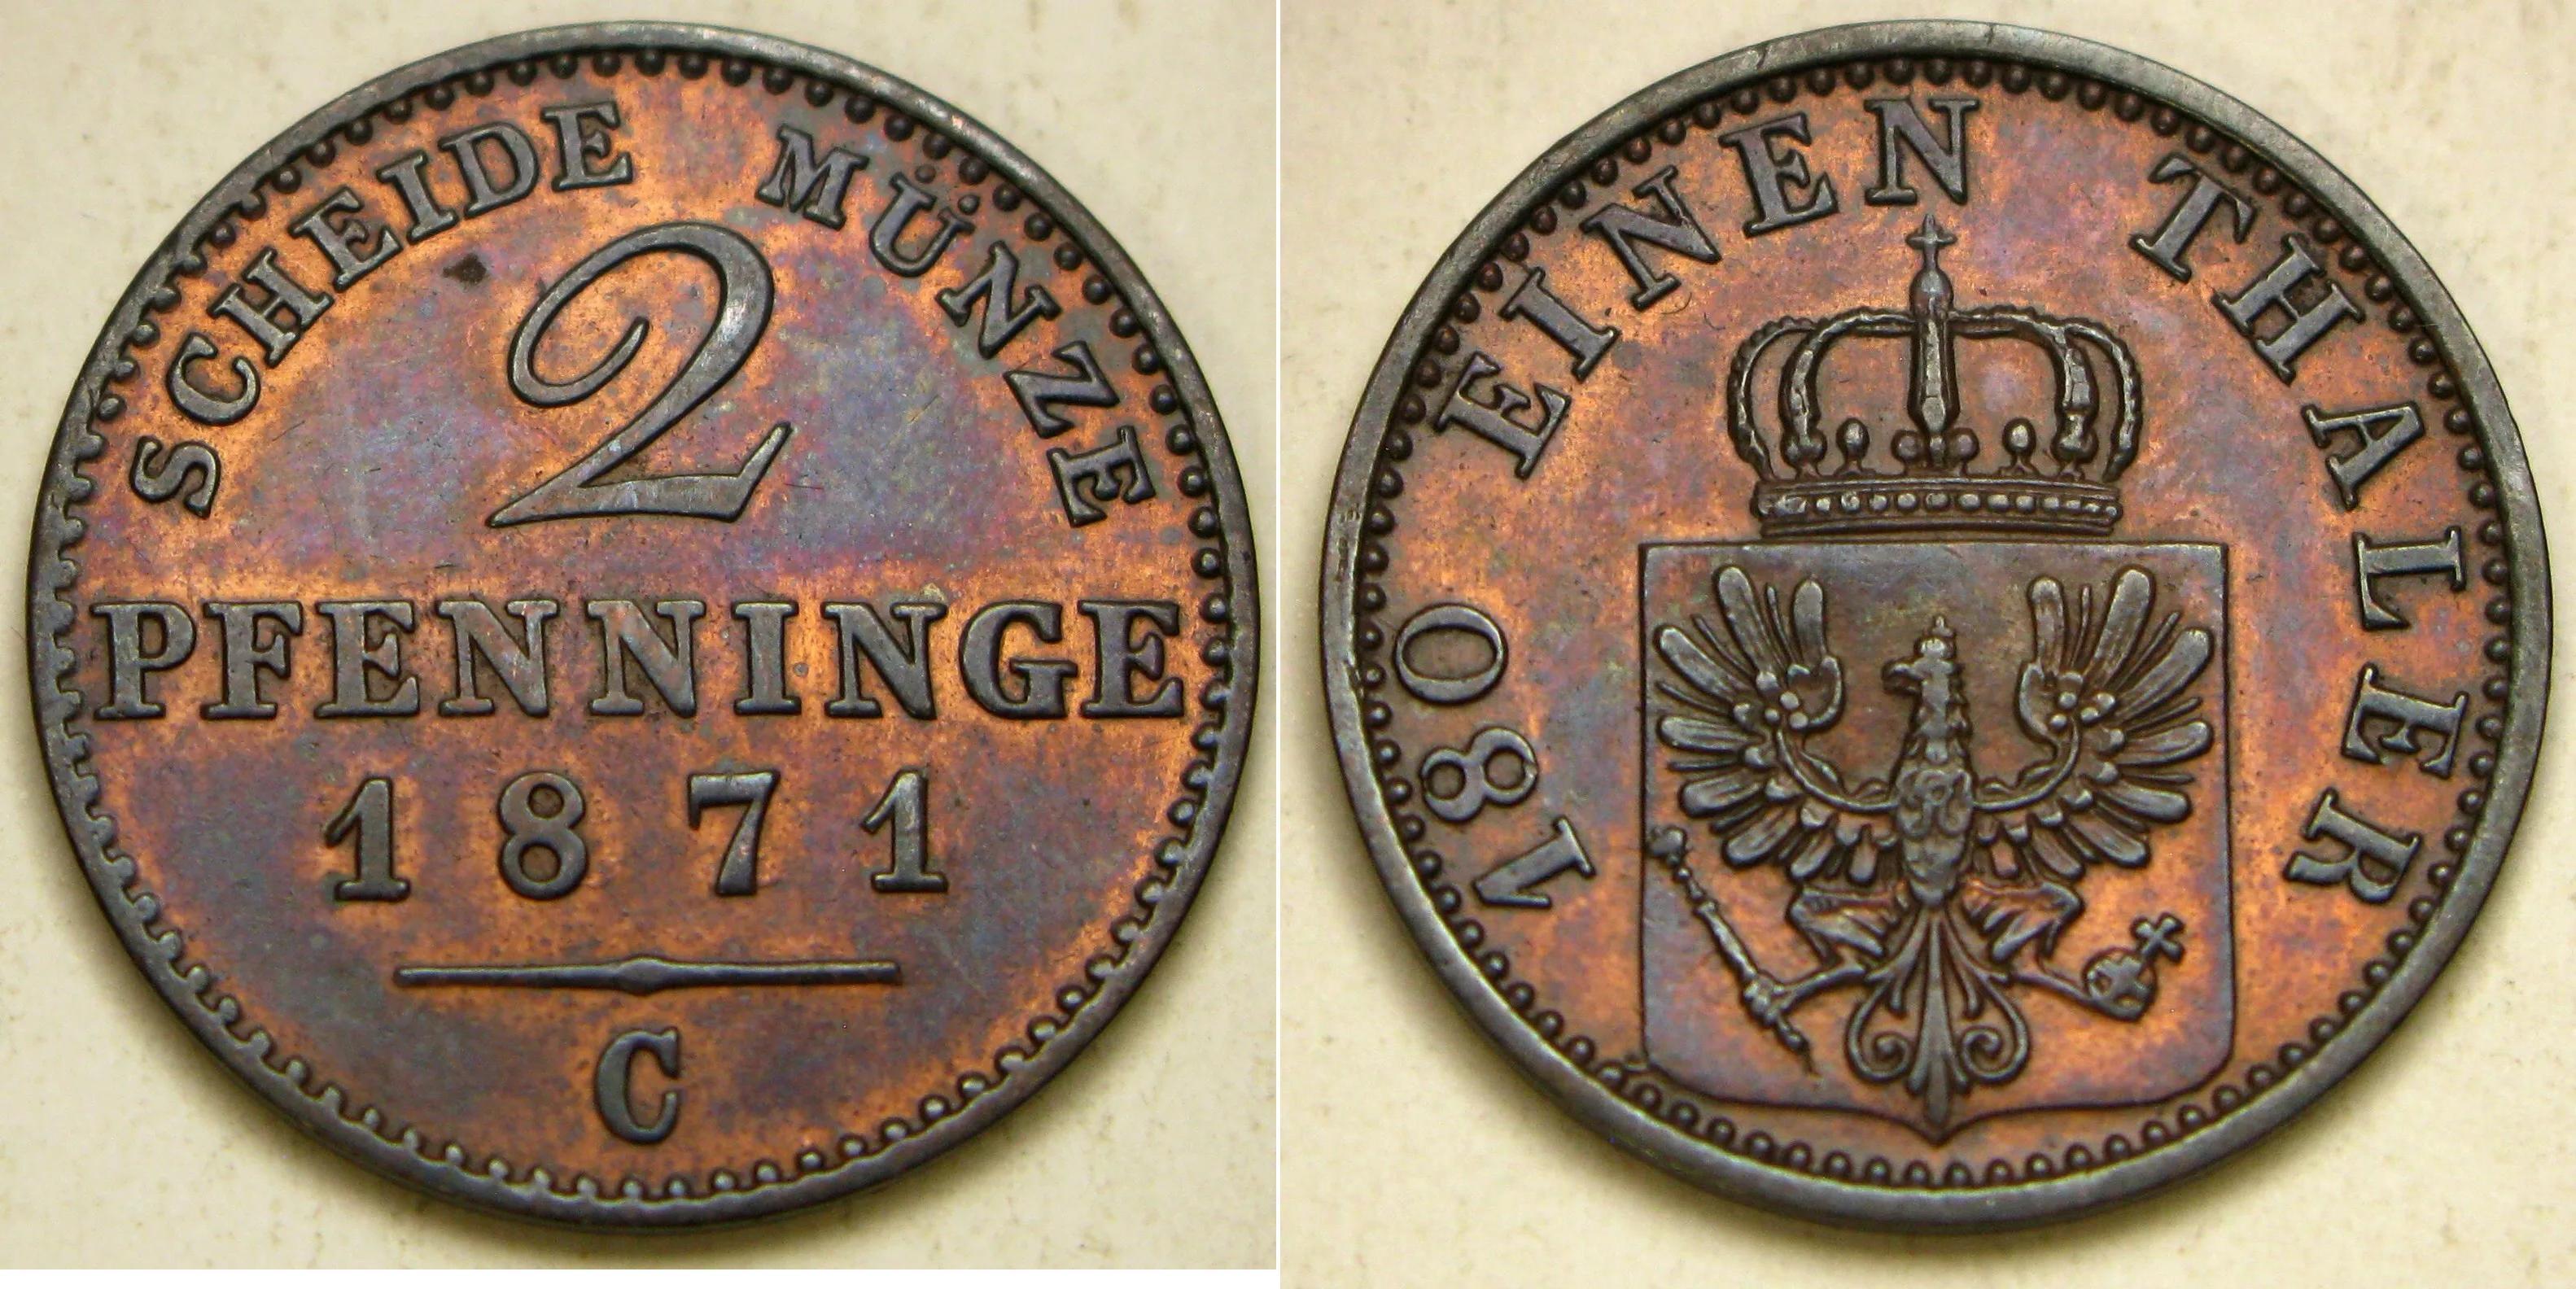 SCHEIDE MÜNZE
2
PFENNINGE
1871
C
180 EINEN THALER